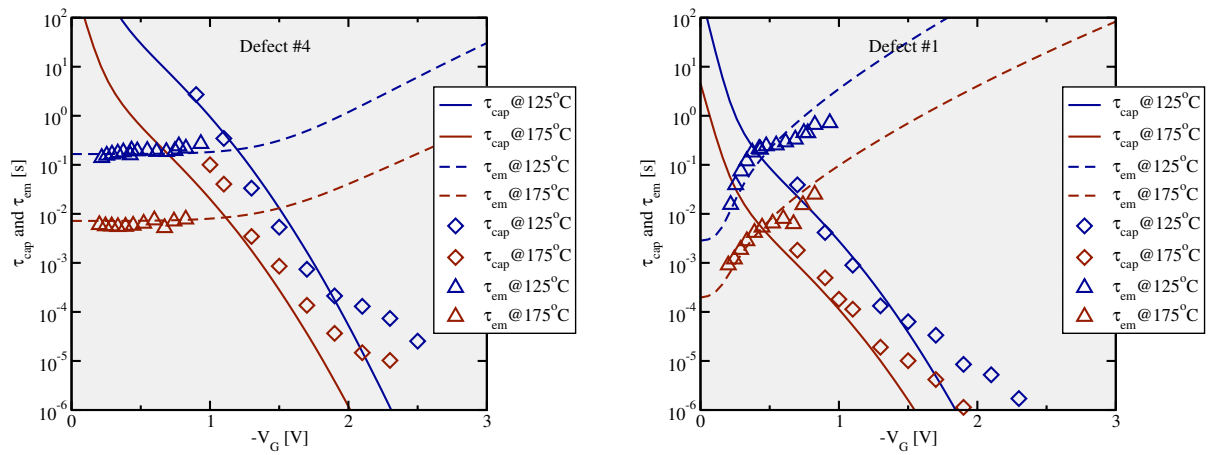 Defect #4
τcap and τem [s]
10^2
10^1
10^0
10^-1
10^-2
10^-3
10^-4
10^-5
10^-6
0 1 2 3
-VG [V]
τcap@125°C
τcap@175°C
τem@125°C
τem@175°C
τcap@125°C
τcap@175°C
τem@125°C
τem@175°C
Defect #1
τcap and τem [s]
10^2
10^1
10^0
10^-1
10^-2
10^-3
10^-4
10^-5
10^-6
0 1 2 3
-VG [V]
τcap@125°C
τcap@175°C
τem@125°C
τem@175°C
τcap@125°C
τcap@175°C
τem@125°C
τem@175°C